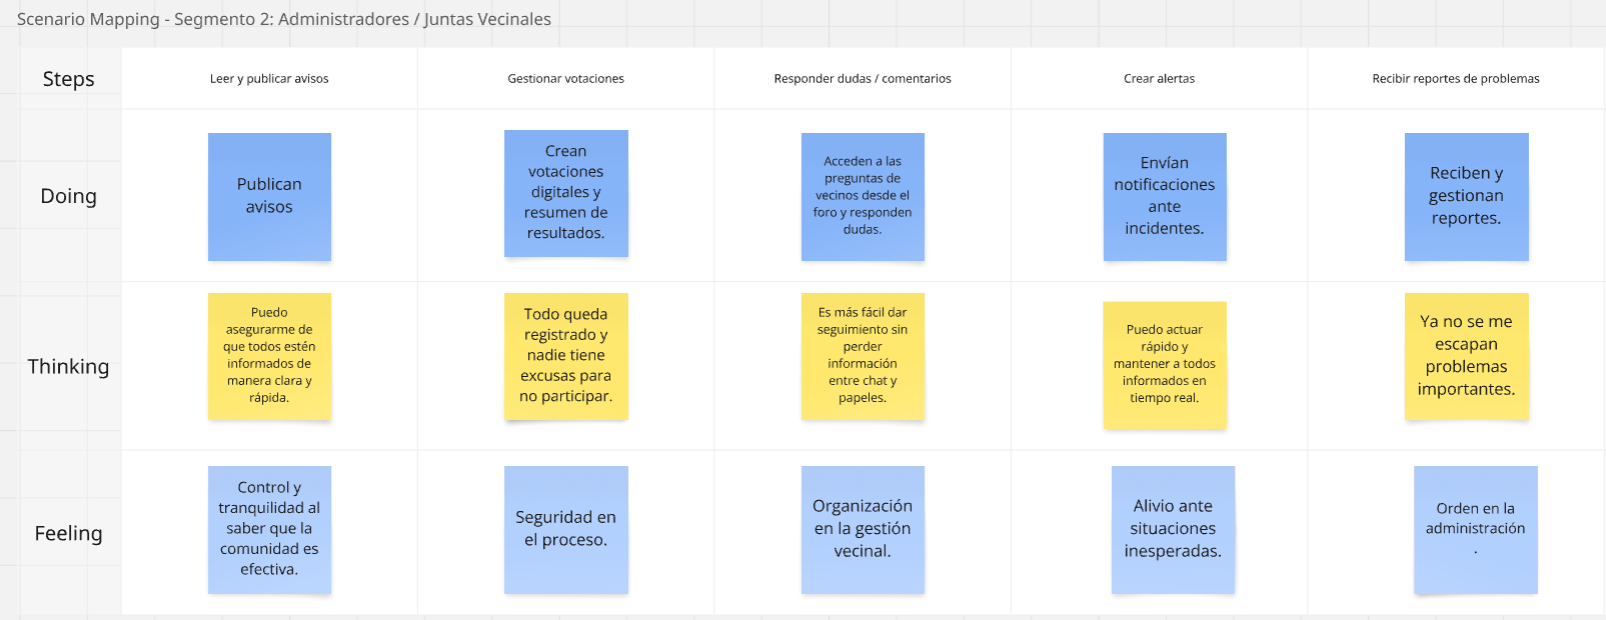 Scenario Mapping - Segmento 2: Administradores / Juntas Vecinales
Steps
Leer y publicar avisos
Gestionar votaciones
Responder dudas / comentarios
Crear alertas
Recibir reportes de problemas
Doing
Publican
avisos
Crean
votaciones
digitales y
resumen de
resultados.
Acceden a las
preguntas de
vecinos desde el
foro y responden
dudas.
Envían
notificaciones
ante
incidentes.
Reciben y
gestionan
reportes.
Thinking
Puedo
asegurarme de
que todos estén
informados de
manera clara y
rápida.
Todo queda
registrado y
nadie tiene
excusas para
no participar.
Es más fácil dar
seguimiento sin
perder
información
entre chat y
papeles.
Puedo actuar
rápido y
mantener a todos
informados en
tiempo real.
Ya no se me
escapan
problemas
importantes.
Feeling
Control y
tranquilidad al
saber que la
comunidad es
efectiva.
Seguridad en
el proceso.
Organización
en la gestión
vecinal.
Alivio ante
situaciones
inesperadas.
Orden en la
administración
.